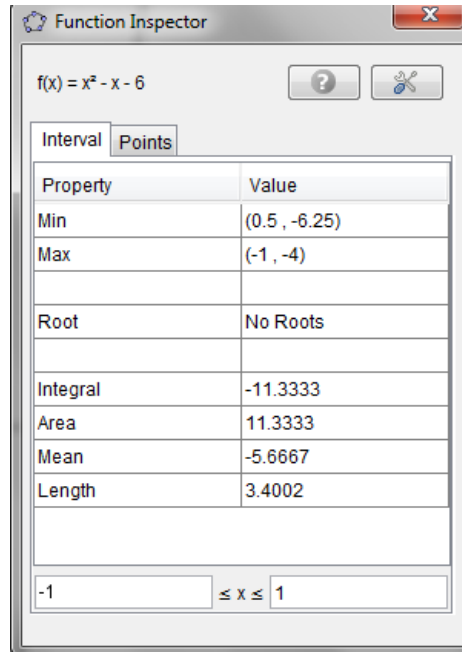 Function Inspector
f(x) = x² - x - 6
Interval Points
Property Value
Min (0.5 , -6.25)
Max (-1 , -4)
Root No Roots
Integral -11.3333
Area 11.3333
Mean -5.6667
Length 3.4002
-1 ≤ x ≤ 1